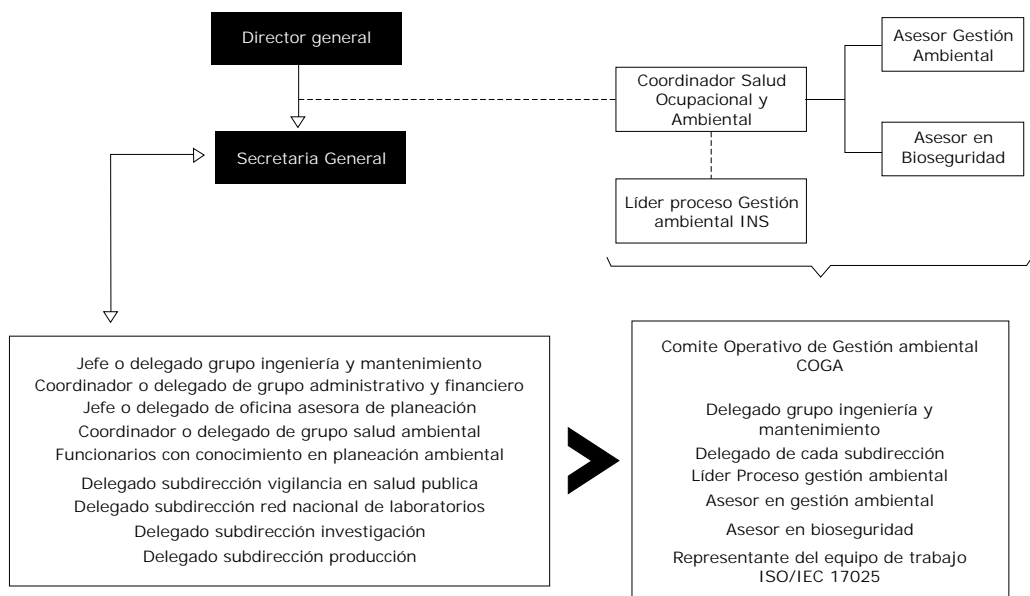 Director general
Secretaria General
Coordinador Salud
Ocupacional y
Ambiental
Asesor Gestión
Ambiental
Asesor en
Bioseguridad
Líder proceso Gestión
ambiental INS
Jefe o delegado grupo ingeniería y mantenimiento
Coordinador o delegado de grupo administrativo y financiero
Jefe o delegado de oficina asesora de planeación
Coordinador o delegado de grupo salud ambiental
Funcionarios con conocimiento en planeación ambiental
Delegado subdirección vigilancia en salud publica
Delegado subdirección red nacional de laboratorios
Delegado subdirección investigación
Delegado subdirección producción
Comite Operativo de Gestión ambiental
COGA
Delegado grupo ingeniería y
mantenimiento
Delegado de cada subdirección
Líder Proceso gestión ambiental
Asesor en gestión ambiental
Asesor en bioseguridad
Representante del equipo de trabajo
ISO/IEC 17025